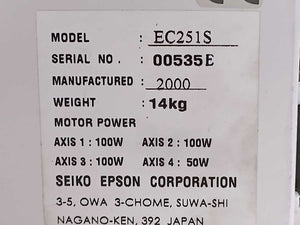 MODEL : EC251S
SERIAL NO. : 00535E
MANUFACTURED : 2000
WEIGHT : 14kg
MOTOR POWER
AXIS 1 : 100W AXIS 2 : 100W
AXIS 3 : 100W AXIS 4 : 50W
SEIKO EPSON CORPORATION
3-5, OWA 3-CHOME, SUWA-SHI
NAGANO-KEN, 392 JAPAN